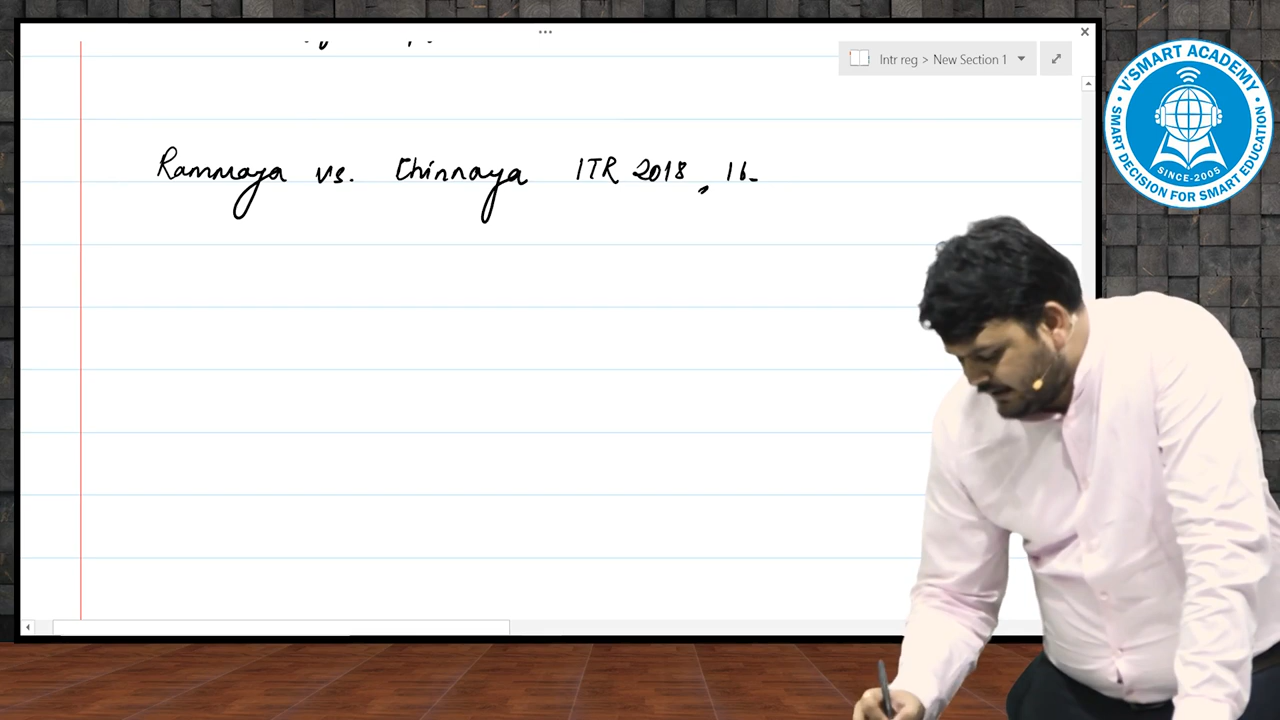 Intr reg > New Section 1
Rammaya vs. Chinnaya ITR 2018, 16-
V'SMART ACADEMY
SINCE-2005
SMART DECISION FOR SMART EDUCATION